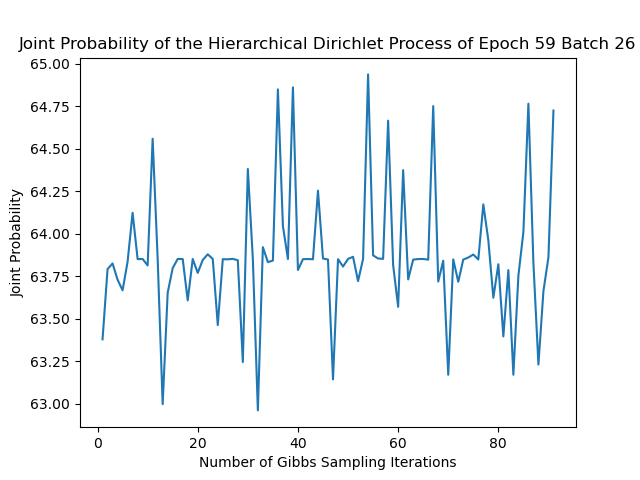 Joint Probability of the Hierarchical Dirichlet Process of Epoch 59 Batch 26
65.00
64.75
64.50
64.25
64.00
63.75
63.50
63.25
63.00
Joint Probability
0 20 40 60 80
Number of Gibbs Sampling Iterations